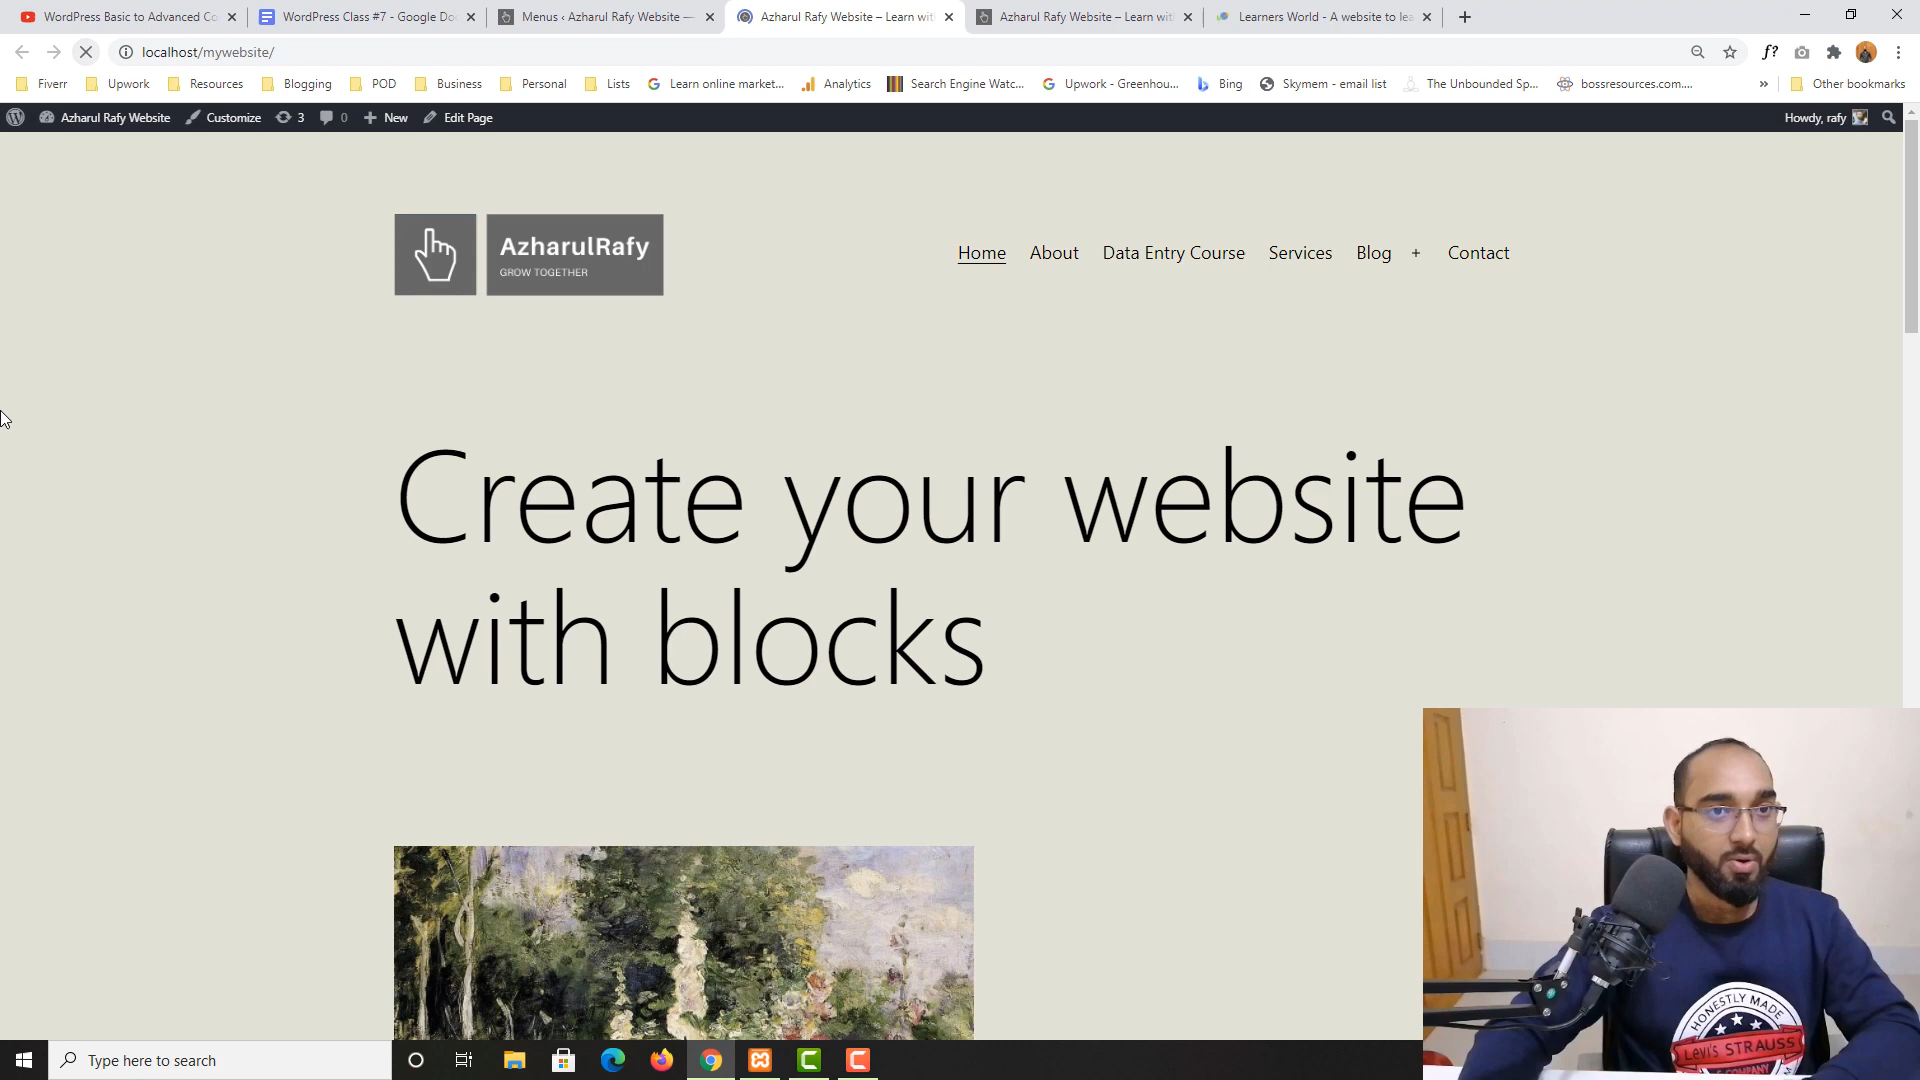 WordPress Basic to Advanced Co
WordPress Class #7 - Google Do
Menus ‹ Azharul Rafy Website —
Azharul Rafy Website – Learn wit
Azharul Rafy Website – Learn wit
Learners World - A website to lea
localhost/mywebsite/
Fiverr
Upwork
Resources
Blogging
POD
Business
Personal
Lists
Learn online market...
Analytics
Search Engine Watc...
Upwork - Greenhou...
Bing
Skymem - email list
The Unbounded Sp...
bossresources.com....
»
Other bookmarks
Azharul Rafy Website
Customize
3
0
New
Edit Page
Howdy, rafy
AzharulRafy
GROW TOGETHER
Home
About
Data Entry Course
Services
Blog
+
Contact
Create your website
with blocks
HONESTLY MADE
Levi's STRAUSS
Type here to search